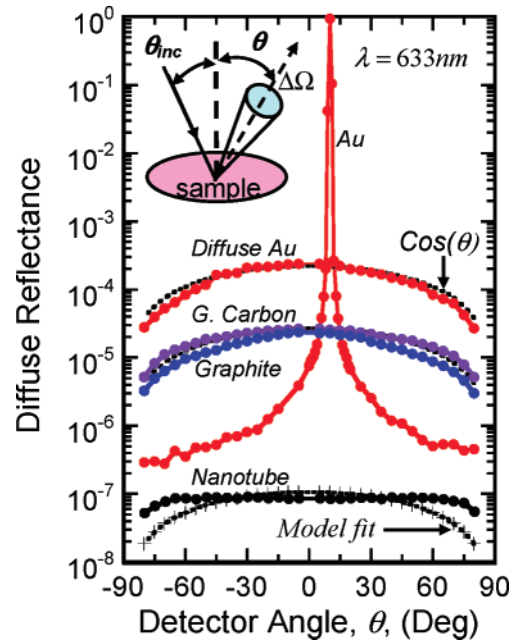 10⁰
10⁻¹
10⁻²
10⁻³
10⁻⁴
10⁻⁵
10⁻⁶
10⁻⁷
10⁻⁸
Diffuse Reflectance
θinc
θ
ΔΩ
sample
λ = 633nm
Au
Diffuse Au
Cos(θ)
G. Carbon
Graphite
Nanotube
Model fit
-90 -60 -30 0 30 60 90
Detector Angle, θ, (Deg)